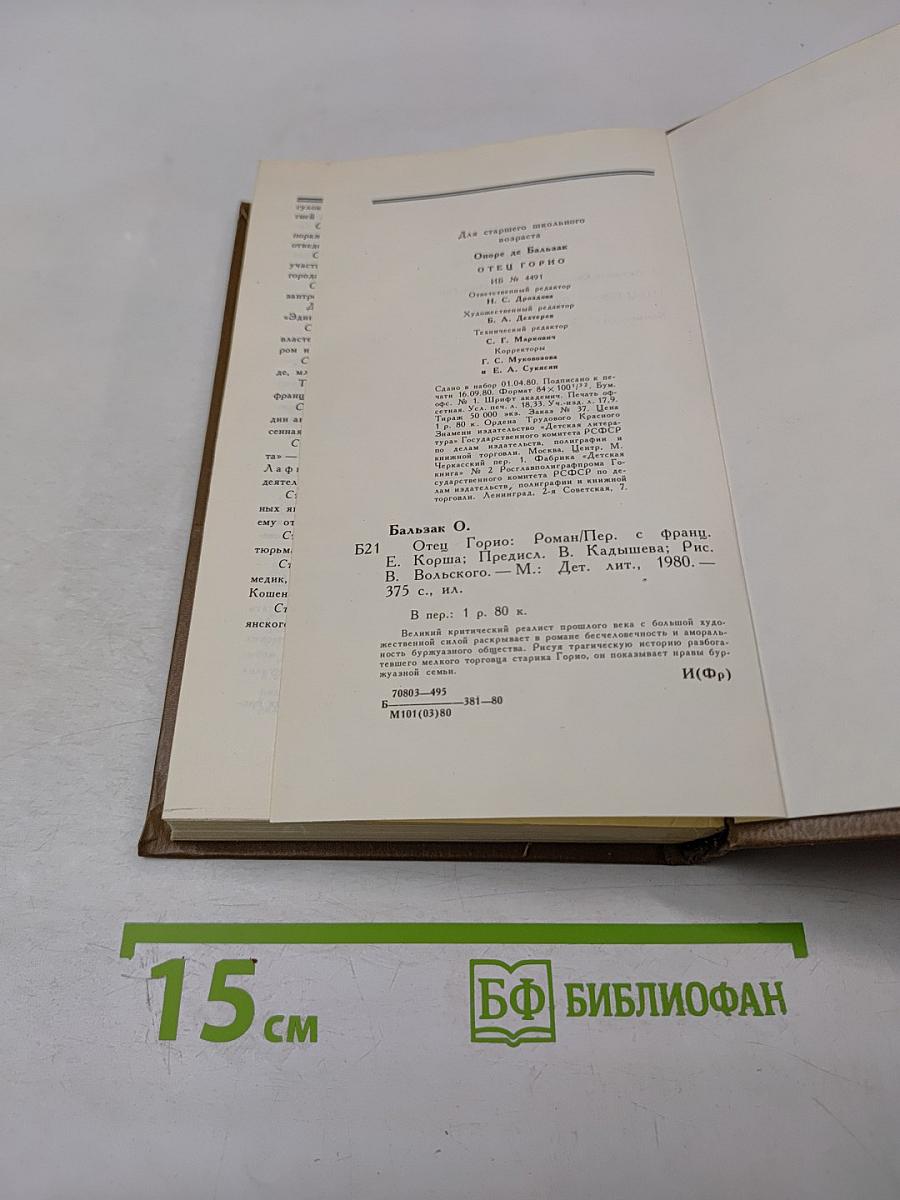 Для старшего школьного
возраста
Оноре де Бальзак
ОТЕЦ ГОРИО
ИБ № 4491
Ответственный редактор
Н. С. Дроздова
Художественный редактор
Б. А. Дехтерев
Технический редактор
С. Г. Маркович
Корректоры
Г. С. Муковозова
и Е. А. Сукясян
Сдано в набор 01.04.80. Подписано к пе-
чати 16.09.80. Формат 84×100¹/³². Бум.
офс. № 1. Шрифт академич. Печать оф-
сетная. Усл. печ. л. 18,33. Уч.-изд. л. 17,9.
Тираж 50 000 экз. Заказ № 37. Цена
1 р. 80 к. Ордена Трудового Красного
Знамени издательство «Детская литера-
тура» Государственного комитета РСФСР
по делам издательств, полиграфии и
книжной торговли. Москва, Центр, М.
Черкасский пер. 1. Фабрика «Детская
книга» № 2 Росглавполиграфпрома Го-
сударственного комитета РСФСР по де-
лам издательств, полиграфии и книжной
торговли. Ленинград, 2-я Советская, 7.
Бальзак О.
Б21 Отец Горио: Роман/Пер. с франц.
Е. Корша; Предисл. В. Кадышева; Рис.
В. Вольского. — М.: Дет. лит., 1980. —
375 с., ил.
В пер.: 1 р. 80 к.
Великий критический реалист прошлого века с большой худо-
жественной силой раскрывает в романе бесчеловечность и амораль-
ность буржуазного общества. Рисуя трагическую историю разбога-
тевшего мелкого торговца старика Горио, он показывает нравы бур-
жуазной семьи.
70803—495
Б————381—80
М101(03)80
И(Фр)
15 см
БФ БИБЛИОФАН